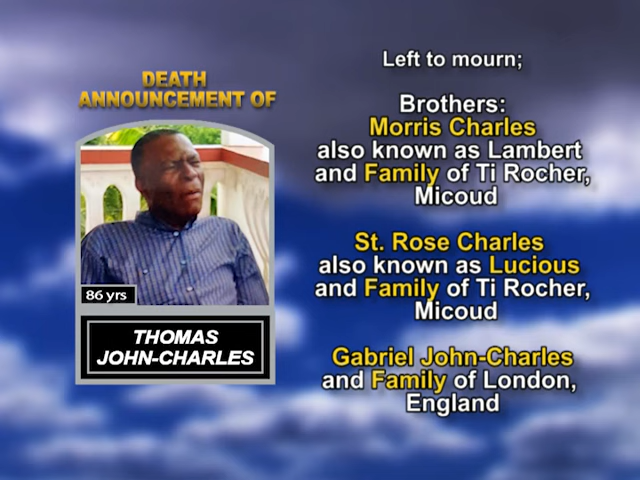 DEATH
ANNOUNCEMENT OF
86 yrs
THOMAS
JOHN-CHARLES
Left to mourn;
Brothers:
Morris Charles
also known as Lambert
and Family of Ti Rocher,
Micoud
St. Rose Charles
also known as Lucious
and Family of Ti Rocher,
Micoud
Gabriel John-Charles
and Family of London,
England